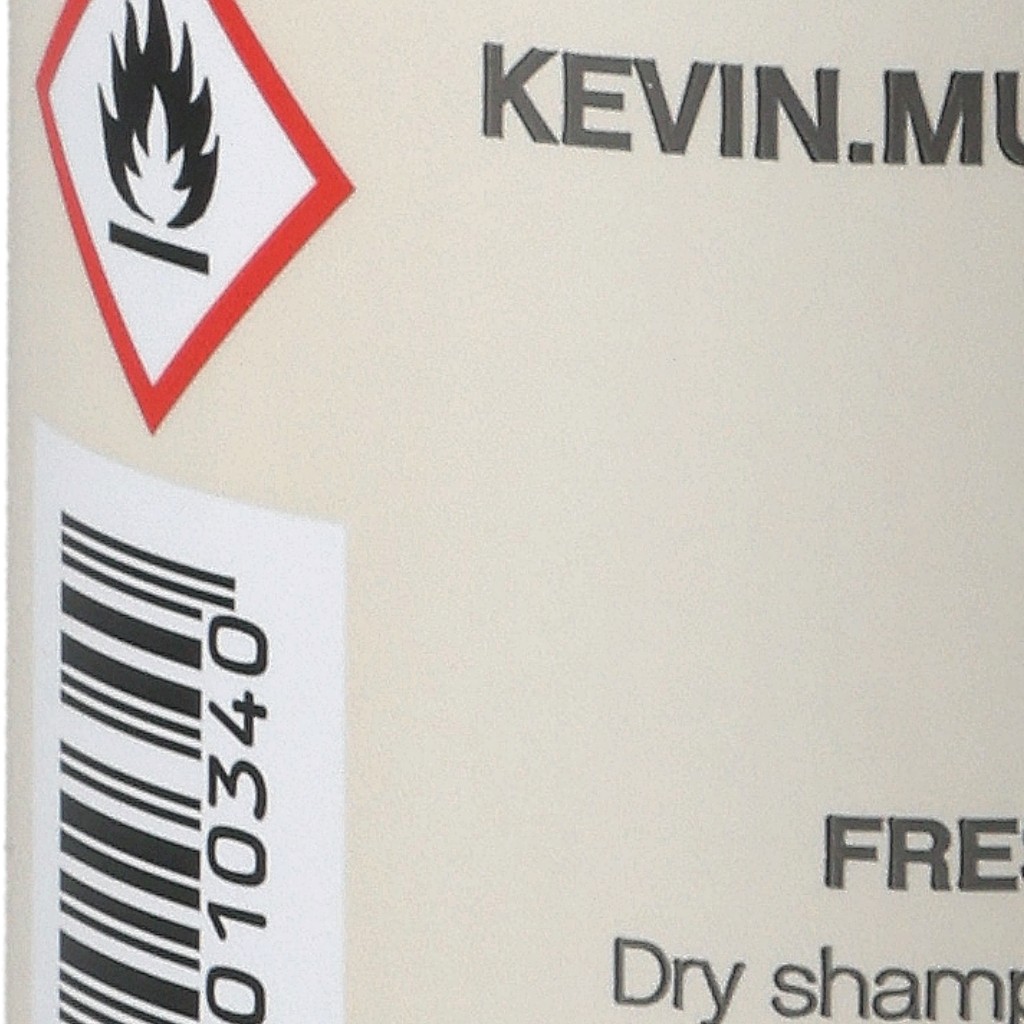 KEVIN.MU
FRES
Dry shamp
010340